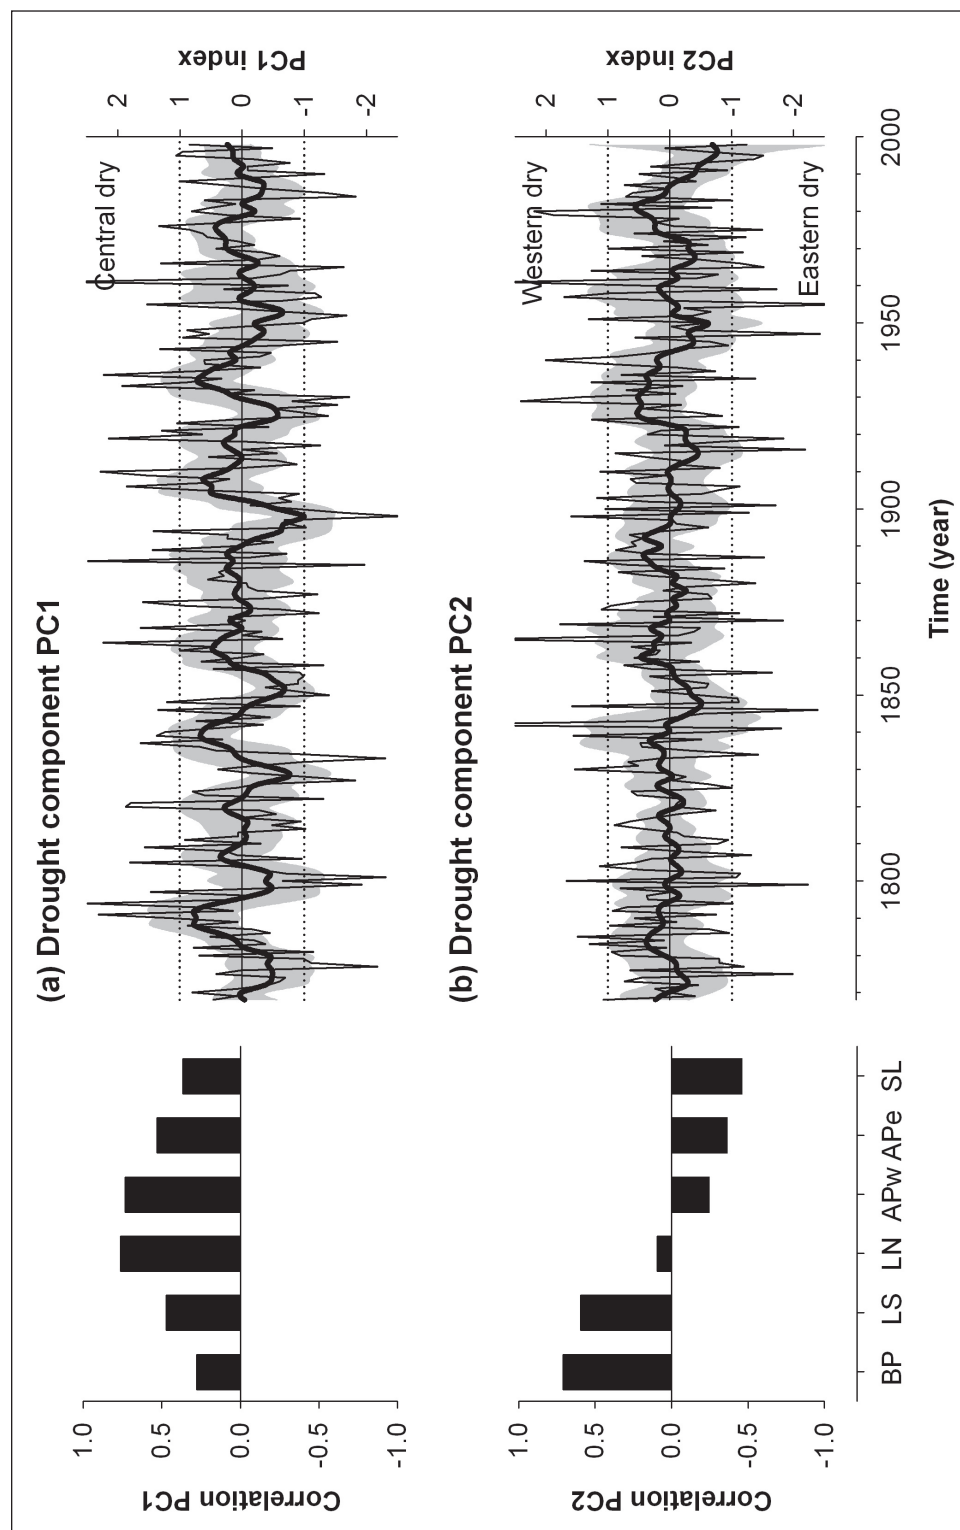 (a) Drought component PC1
Correlation PC1
1.0
0.5
0.0
-0.5
-1.0
Central dry
2
1
0
-1
-2
PC1 index
(b) Drought component PC2
Correlation PC2
1.0
0.5
0.0
-0.5
-1.0
BP LS LN APw APe SL
Western dry
Eastern dry
2
1
0
-1
-2
PC2 index
1800 1850 1900 1950 2000
Time (year)